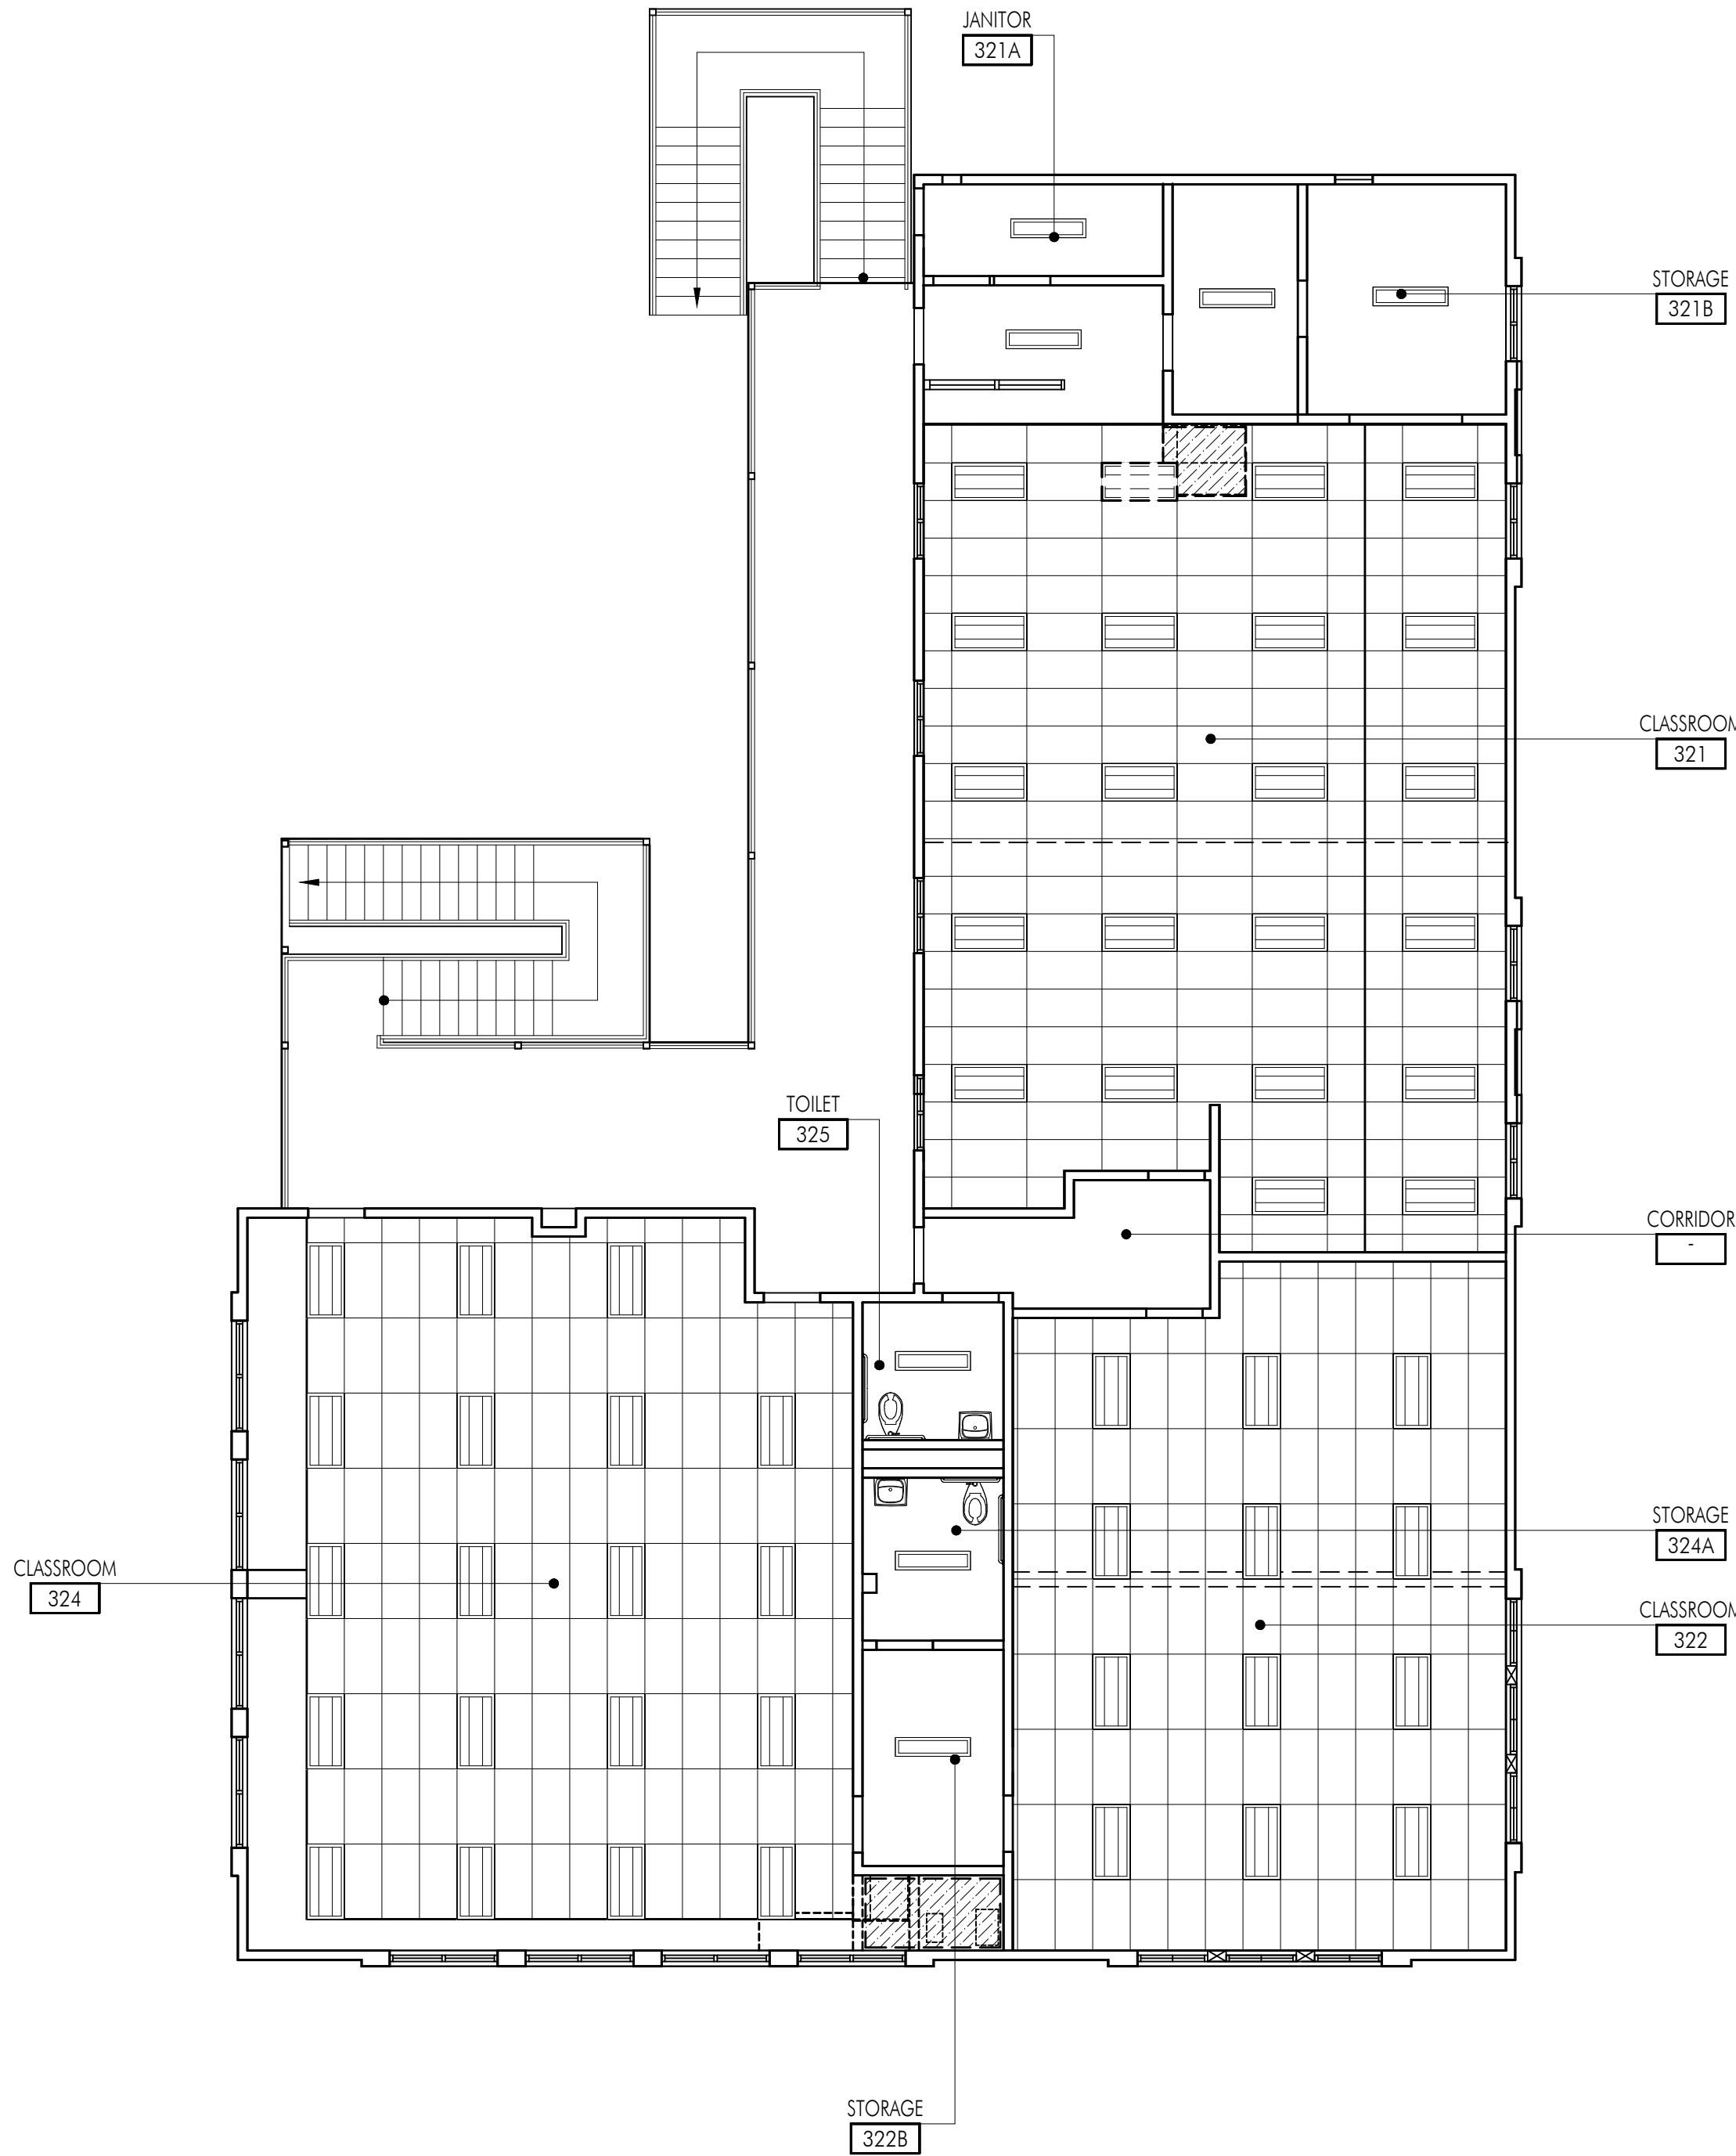 JANITOR
321A
STORAGE
321B
CLASSROOM
321
TOILET
325
CORRIDOR
-
STORAGE
324A
CLASSROOM
324
CLASSROOM
322
STORAGE
322B